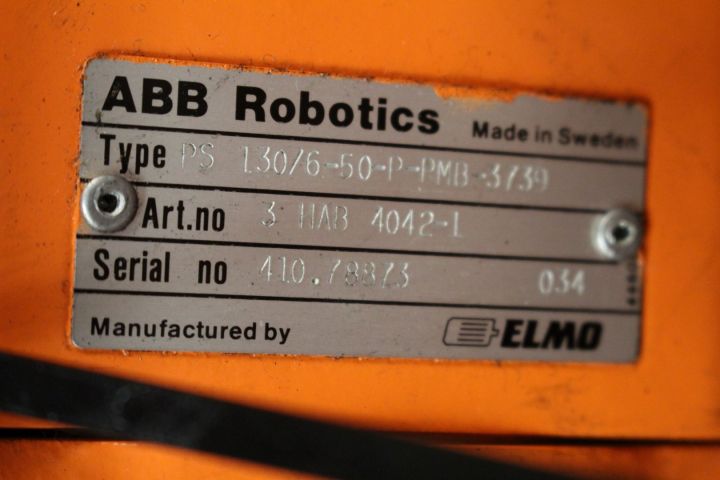 ABB Robotics Made in Sweden
Type PS 130/6-50-P-PMB-3739
Art.no 3 HAB 4042-1
Serial no 410.78873 034
Manufactured by ELMO